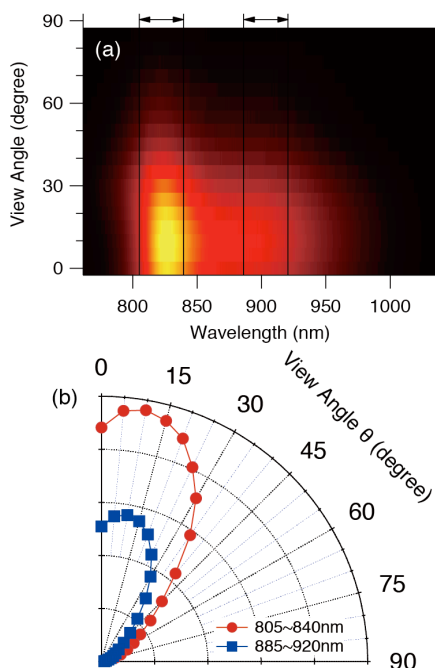 (a)
90
60
30
0
View Angle (degree)
800
850
900
950
1000
Wavelength (nm)
(b)
0
15
30
45
60
75
90
View Angle θ (degree)
805~840nm
885~920nm